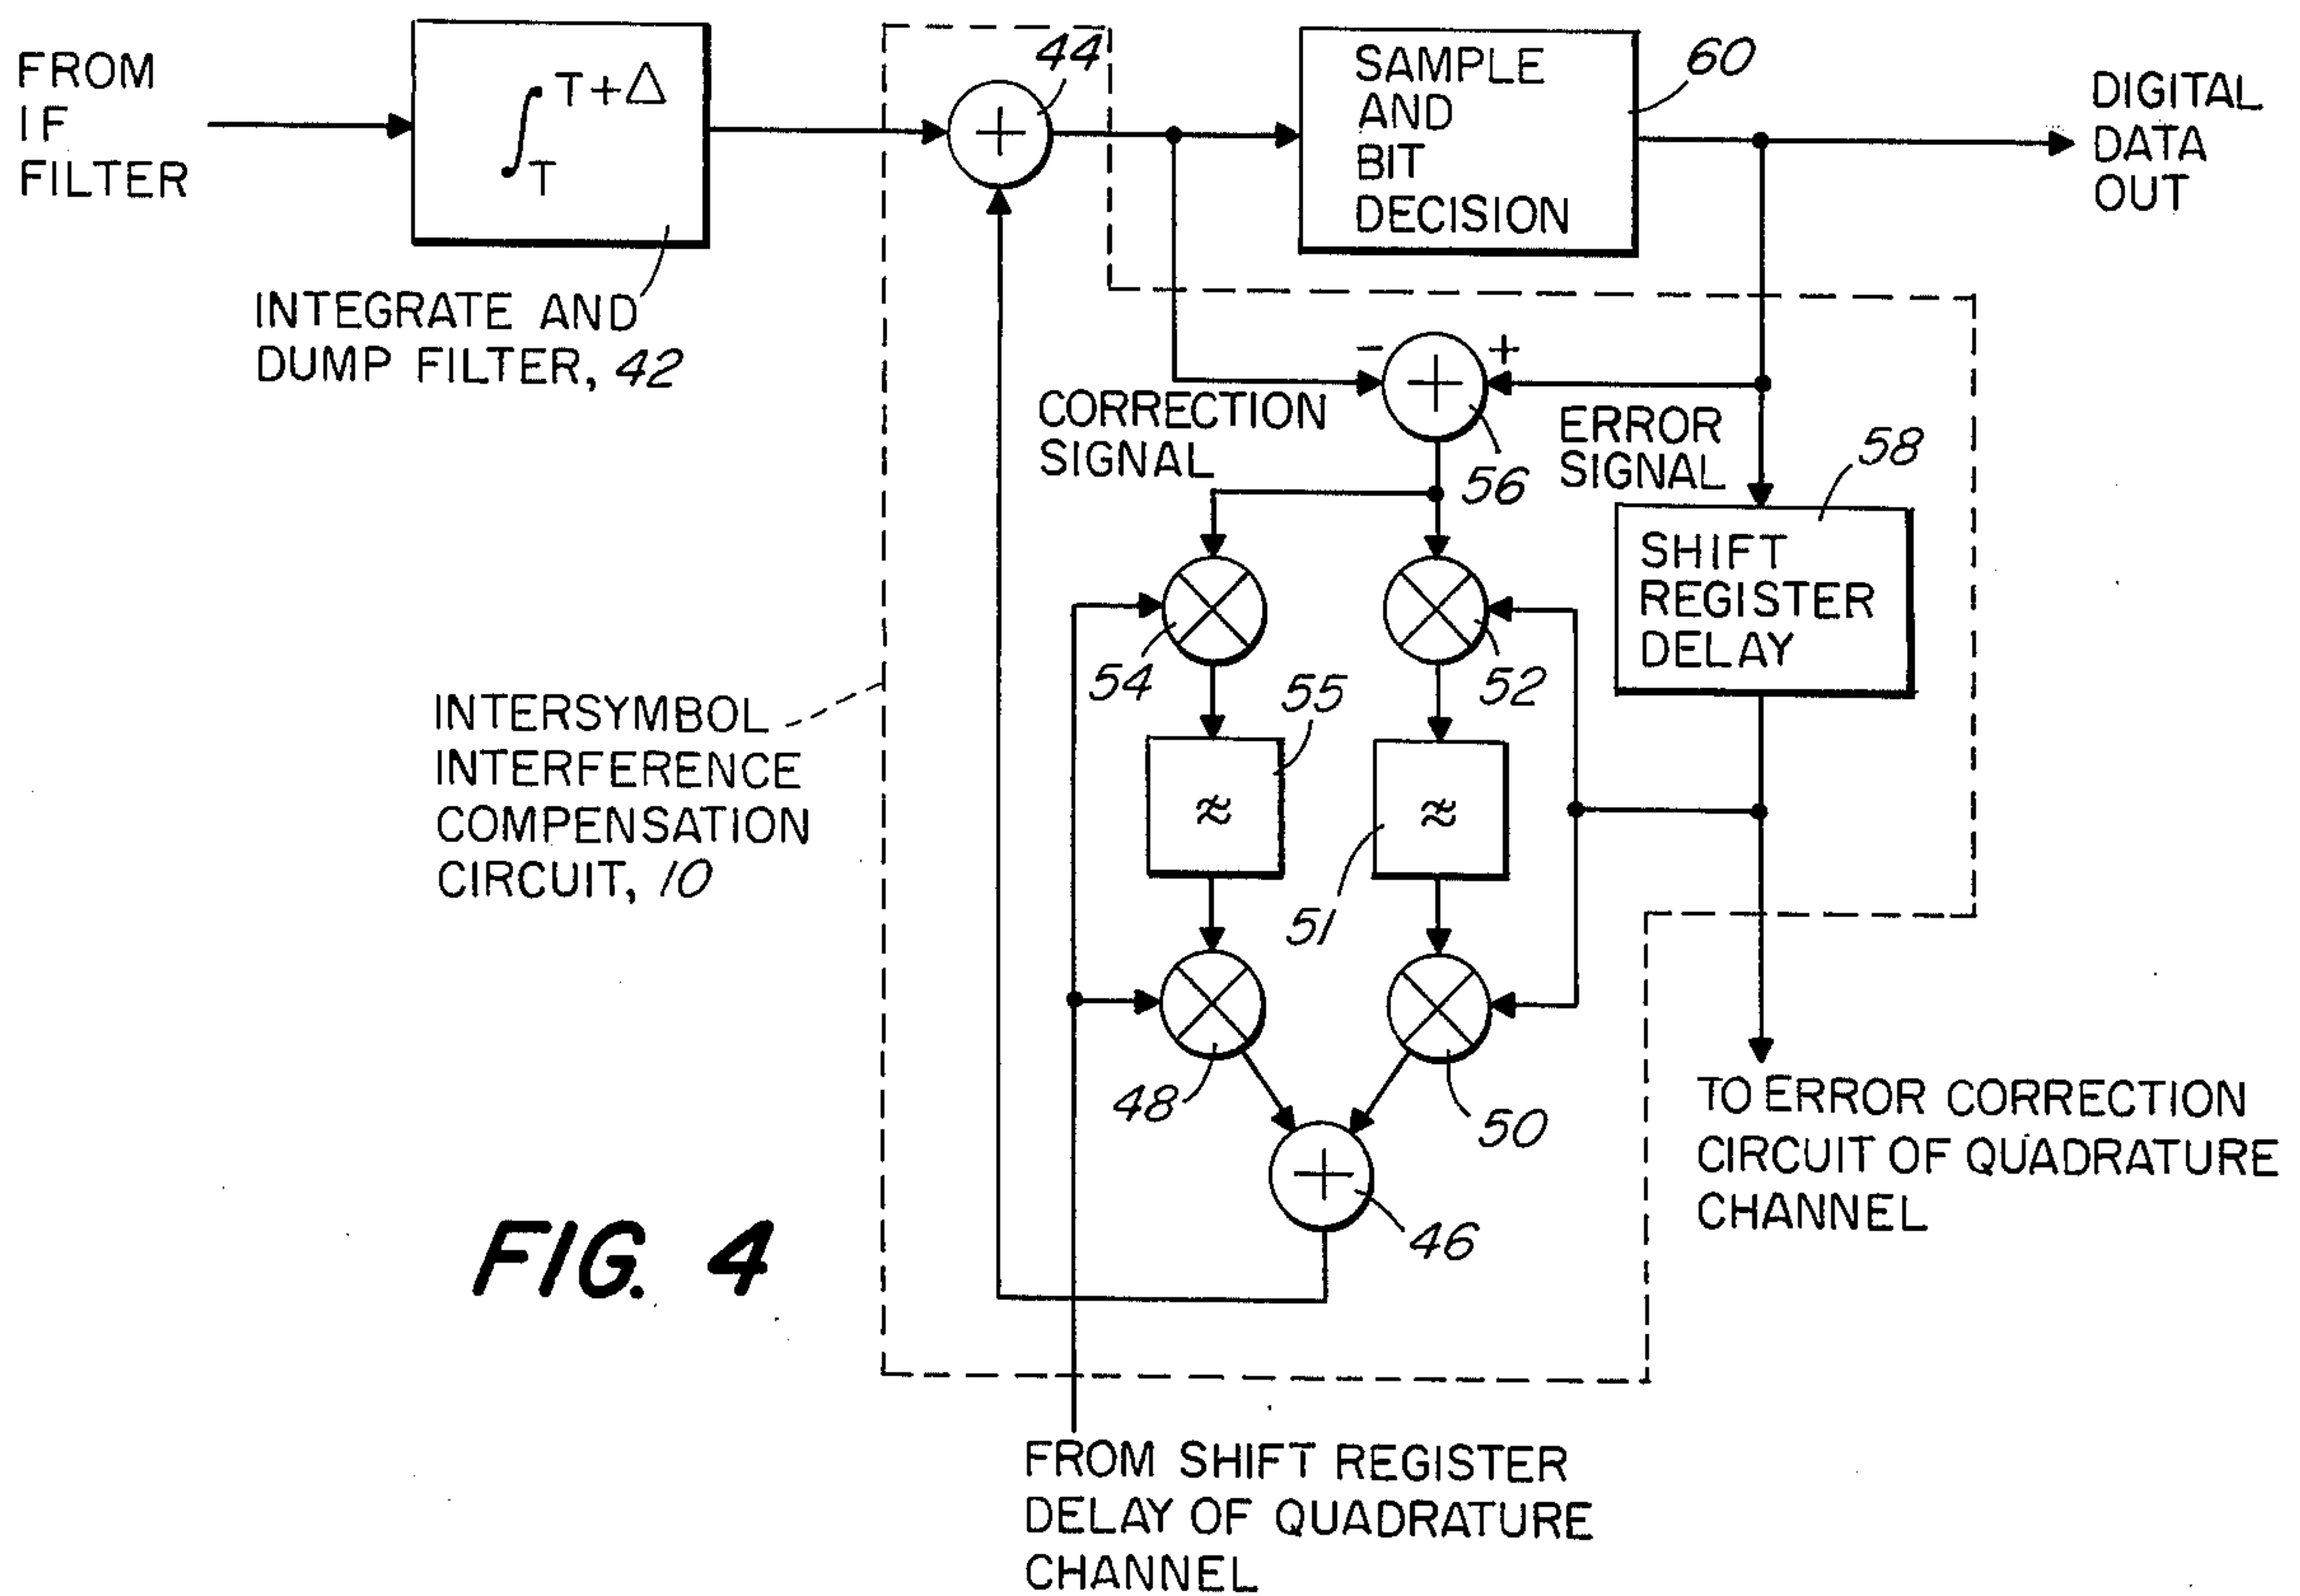 FROM
IF
FILTER
∫ T+Δ
T
INTEGRATE AND
DUMP FILTER, 42
44
+
SAMPLE
AND
BIT
DECISION
60
DIGITAL
DATA
OUT
- + +
CORRECTION
SIGNAL
56
ERROR
SIGNAL
58
SHIFT
REGISTER
DELAY
54
52
55
≈
≈
51
INTERSYMBOL
INTERFERENCE
COMPENSATION
CIRCUIT, 10
48
50
+
46
TO ERROR CORRECTION
CIRCUIT OF QUADRATURE
CHANNEL
FIG. 4
FROM SHIFT REGISTER
DELAY OF QUADRATURE
CHANNEL